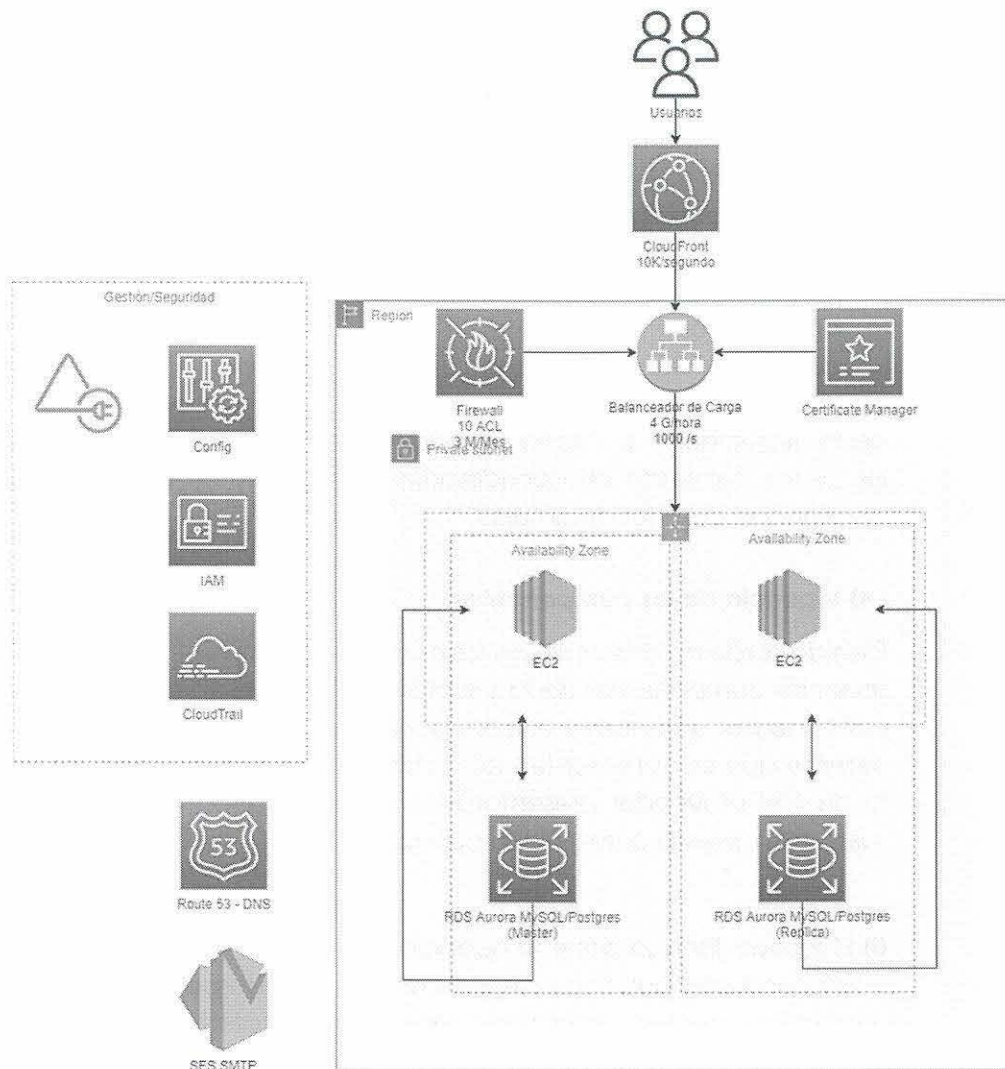 Usuarios
CloudFront
10K/segundo
Gestión/Seguridad
Config
IAM
CloudTrail
Route 53 - DNS
53
SES SMTP
Region
Firewall
10 ACL
3 M/Mes
Balanceador de Carga
4 G/hora
1000 /s
Certificate Manager
Private subnet
Availability Zone
Availability Zone
EC2
EC2
RDS Aurora MySQL/Postgres
(Master)
RDS Aurora MySQL/Postgres
(Replica)